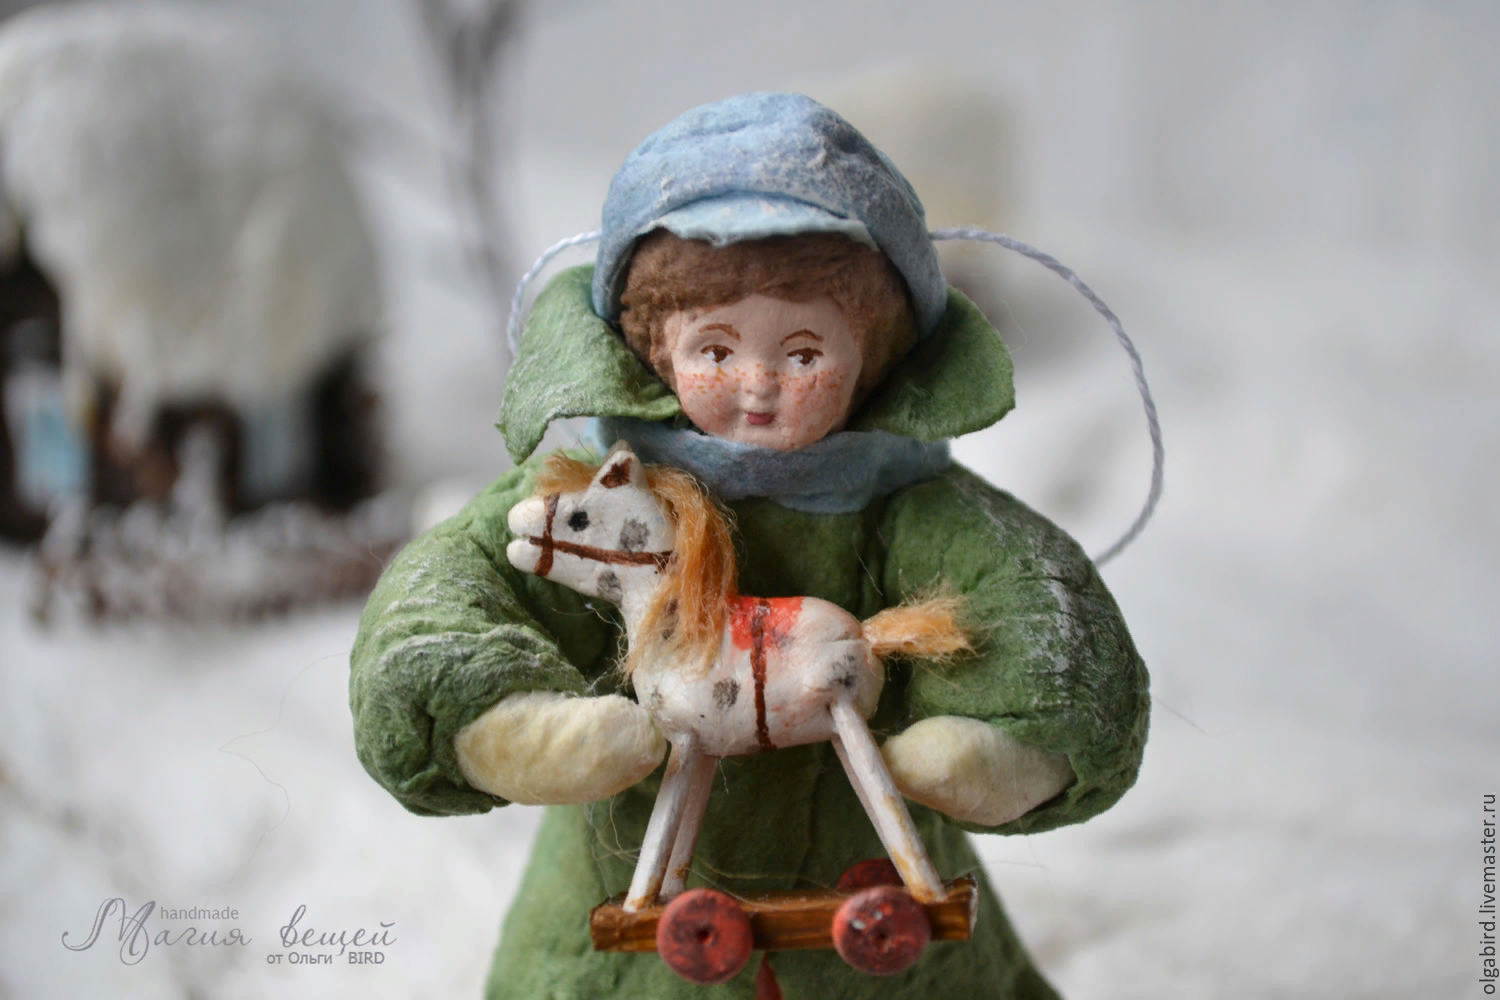 handmade
Магия вещей
от Ольги BIRD
olgabird.livemaster.ru